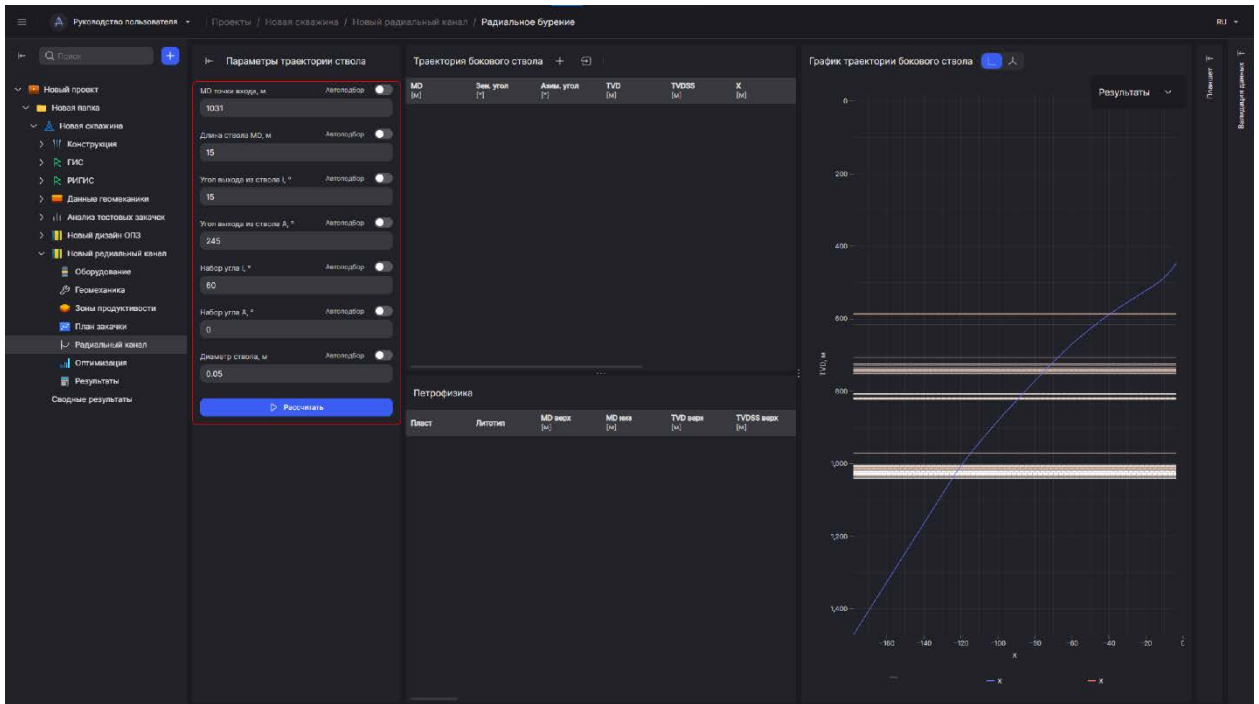 Руководство пользователя
Проекты / Новая скважина / Новый радиальный канал / Радиальное бурение
RU
Поиск
Новый проект
Новая папка
Новая скважина
Конструкция
ГИС
РИГИС
Данные геомеханики
Анализ тестовых закачек
Новый дизайн ОПЗ
Новый радиальный канал
Оборудование
Геомеханика
Зоны продуктивости
План закачки
Радиальный канал
Оптимизация
Результаты
Сводные результаты
Параметры траектории ствола
MD точки входа, м Автоподбор
1031
Длина ствола MD, м Автоподбор
15
Угол выхода из ствола I, ° Автоподбор
15
Угол выхода из ствола A, ° Автоподбор
245
Набор угла I, ° Автоподбор
60
Набор угла A, ° Автоподбор
0
Диаметр ствола, м Автоподбор
0.05
Рассчитать
Траектория бокового ствола
MD Зен. угол Азим. угол TVD TVDSS X
[м] [°] [°] [м] [м] [м]
Петрофизика
Пласт Литотип MD верх MD низ TVD верх TVDSS верх
[м] [м] [м] [м]
График траектории бокового ствола
Результаты
0
200
400
600
800
1,000
1,200
1,400
TVD, м
-160 -140 -120 -100 -80 -60 -40 -20 0
X
X X
Планшет
Валидация данных